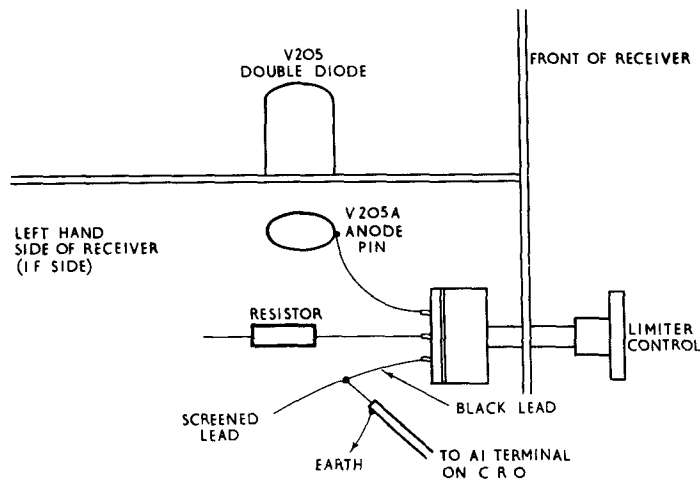 V205
DOUBLE DIODE
FRONT OF RECEIVER
LEFT HAND
SIDE OF RECEIVER
(IF SIDE)
V205A
ANODE
PIN
RESISTOR
LIMITER
CONTROL
SCREENED
LEAD
BLACK LEAD
EARTH
TO A1 TERMINAL
ON C R O